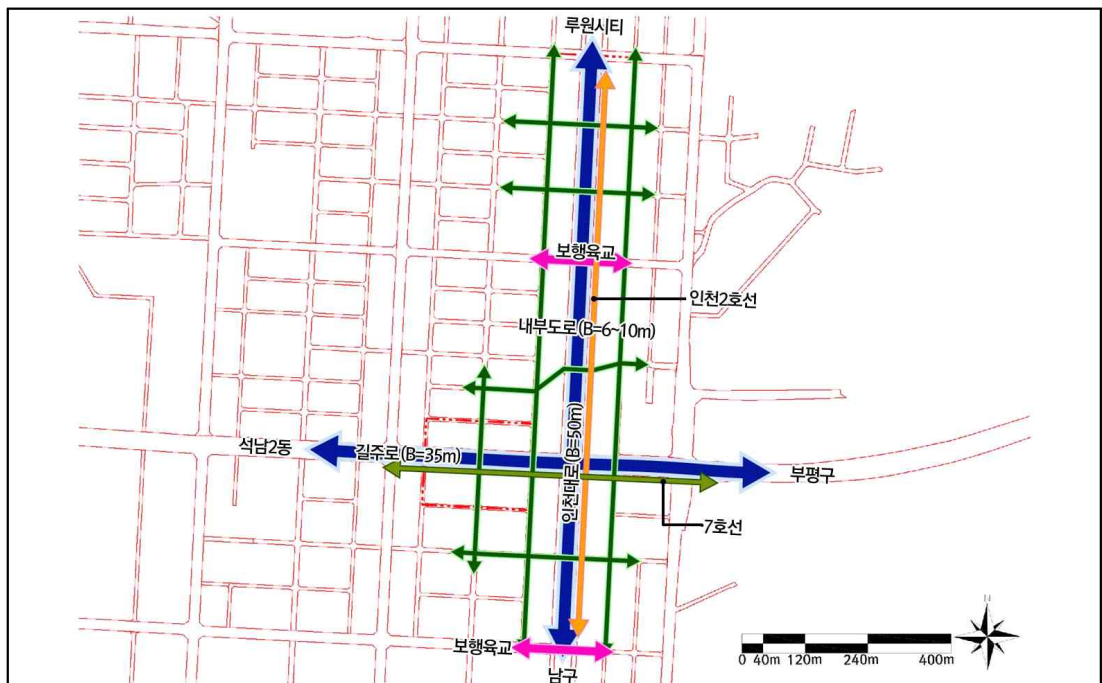 루원시티
보행육교
인천2호선
내부도로(B=6~10m)
인천대로(B=50m)
석남2동
길주로(B=35m)
부평구
7호선
보행육교
남구
N
0 40m 120m 240m 400m